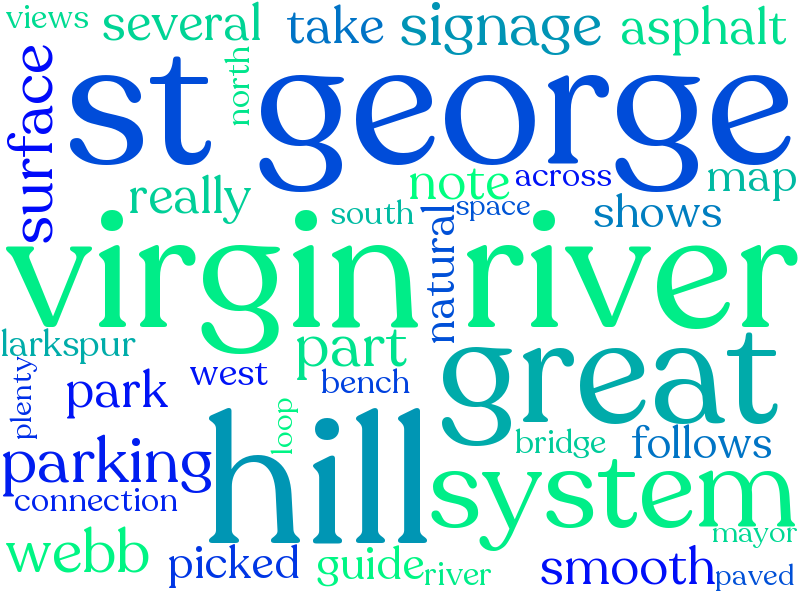 views
several
take
signage
asphalt
surface
north
st george
really
note
across
map
south
natural
space
shows
virgin river
larkspur
part
great
plenty
park
west
bench
loop
hill
bridge
follows
parking
connection
system
webb
picked
guide
river
smooth
mayor
paved